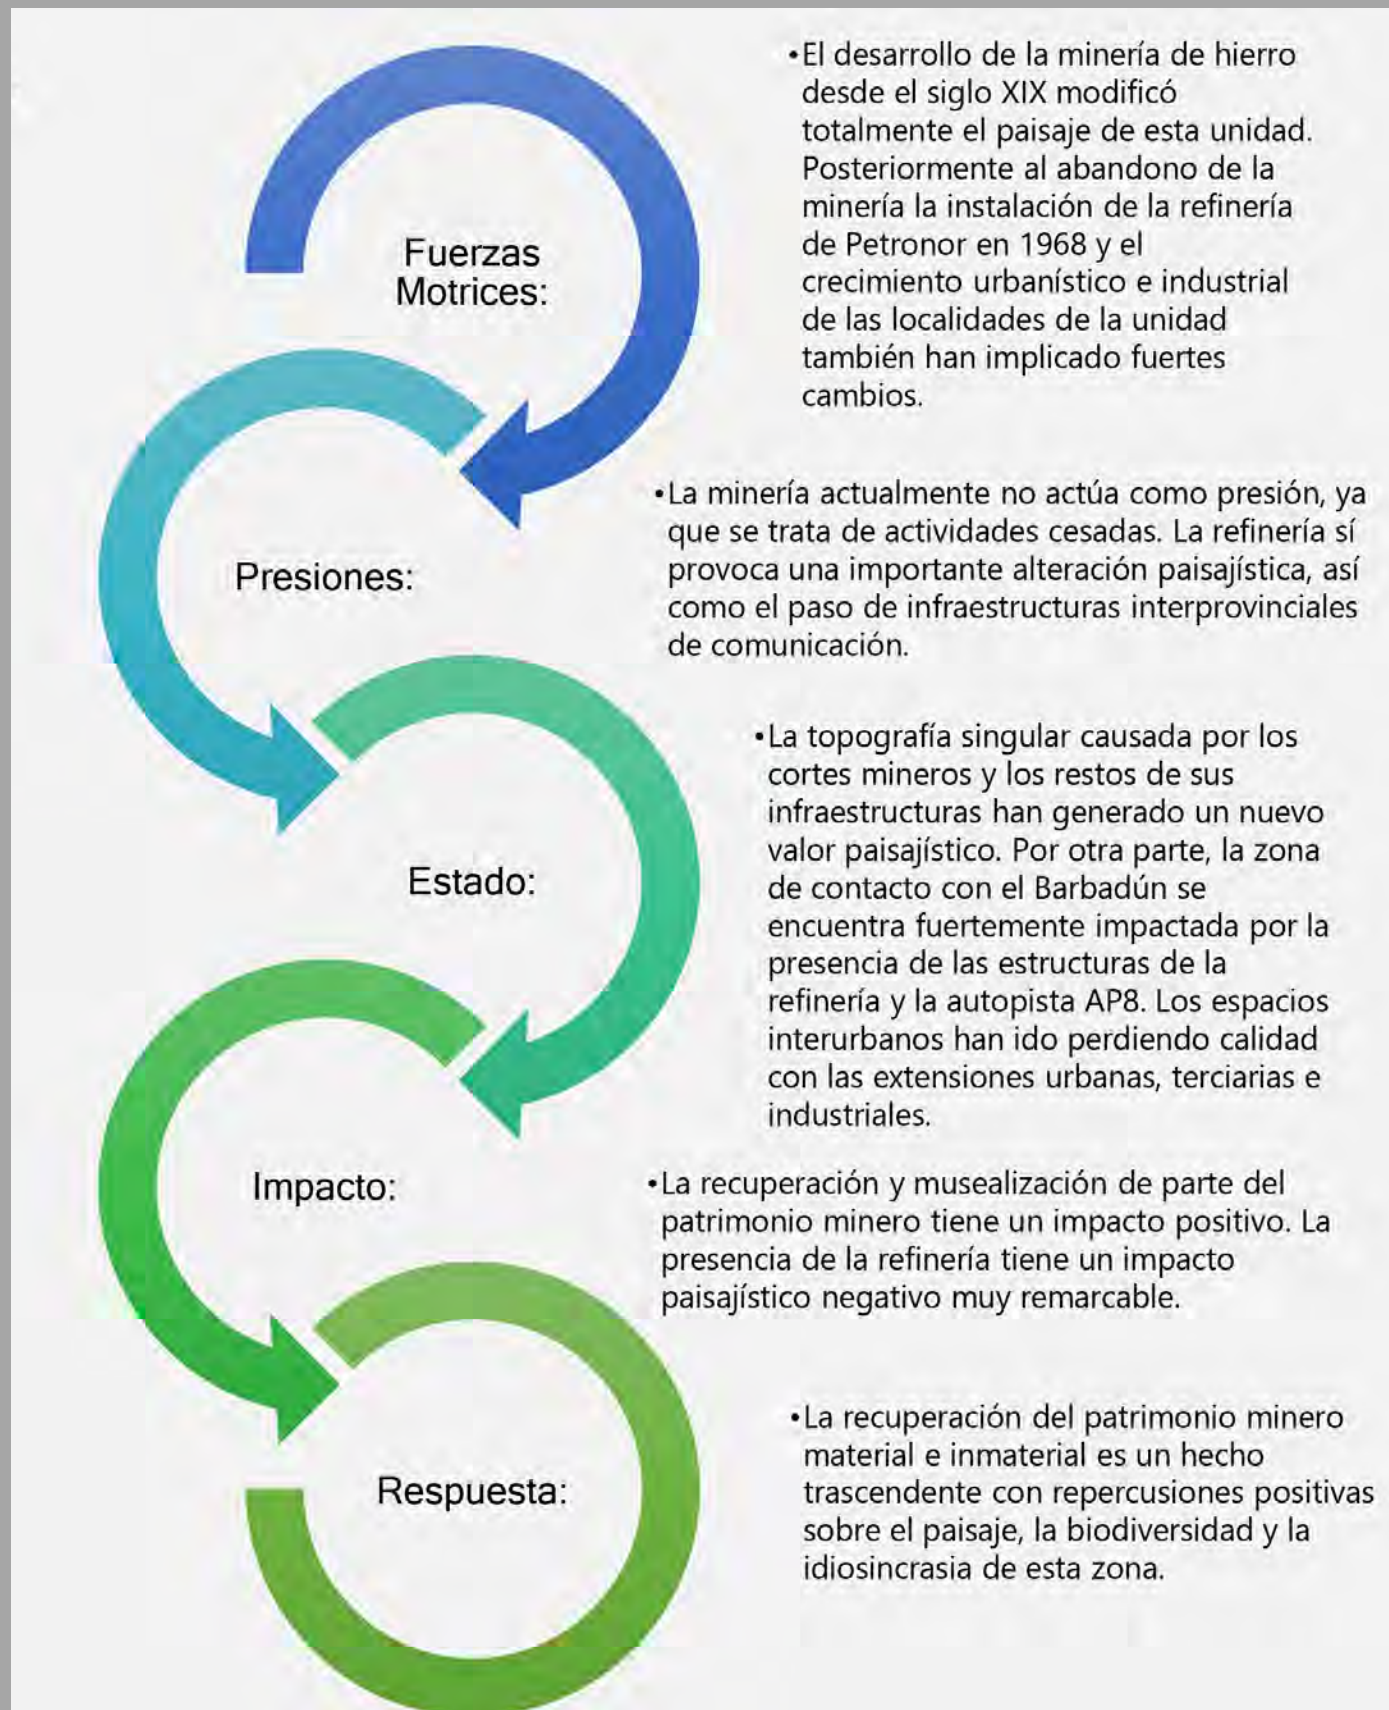 Fuerzas
Motrices:
•El desarrollo de la minería de hierro
desde el siglo XIX modificó
totalmente el paisaje de esta unidad.
Posteriormente al abandono de la
minería la instalación de la refinería
de Petronor en 1968 y el
crecimiento urbanístico e industrial
de las localidades de la unidad
también han implicado fuertes
cambios.
Presiones:
•La minería actualmente no actúa como presión, ya
que se trata de actividades cesadas. La refinería sí
provoca una importante alteración paisajística, así
como el paso de infraestructuras interprovinciales
de comunicación.
Estado:
•La topografía singular causada por los
cortes mineros y los restos de sus
infraestructuras han generado un nuevo
valor paisajístico. Por otra parte, la zona
de contacto con el Barbadún se
encuentra fuertemente impactada por la
presencia de las estructuras de la
refinería y la autopista AP8. Los espacios
interurbanos han ido perdiendo calidad
con las extensiones urbanas, terciarias e
industriales.
Impacto:
•La recuperación y musealización de parte del
patrimonio minero tiene un impacto positivo. La
presencia de la refinería tiene un impacto
paisajístico negativo muy remarcable.
Respuesta:
•La recuperación del patrimonio minero
material e inmaterial es un hecho
trascendente con repercusiones positivas
sobre el paisaje, la biodiversidad y la
idiosincrasia de esta zona.